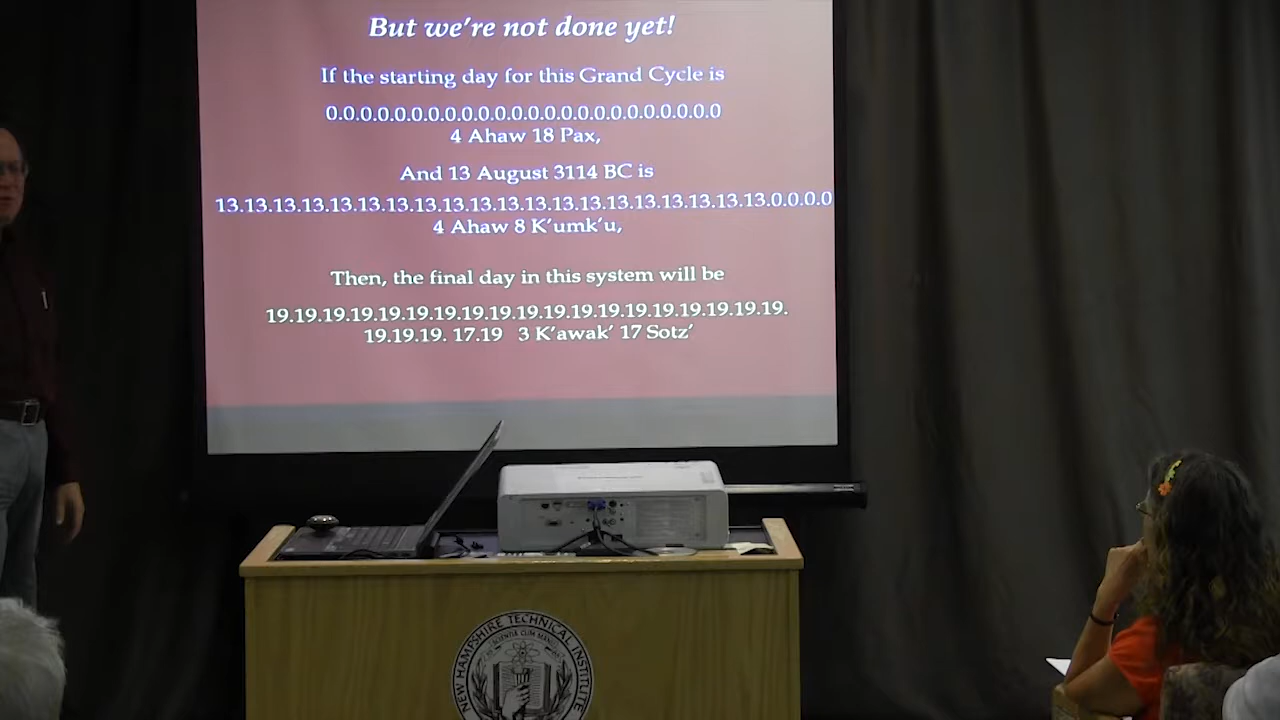 But we're not done yet!
If the starting day for this Grand Cycle is
0.0.0.0.0.0.0.0.0.0.0.0.0.0.0.0.0.0.0.0.0.0.0.0
4 Ahaw 18 Pax,
And 13 August 3114 BC is
13.13.13.13.13.13.13.13.13.13.13.13.13.13.13.13.13.13.13.13.0.0.0.0
4 Ahaw 8 K'umk'u,
Then, the final day in this system will be
19.19.19.19.19.19.19.19.19.19.19.19.19.19.19.19.19.19.19.
19.19.19. 17.19 3 K'awak' 17 Sotz'
NEW HAMPSHIRE TECHNICAL INSTITUTE
SCIENTIA CUM